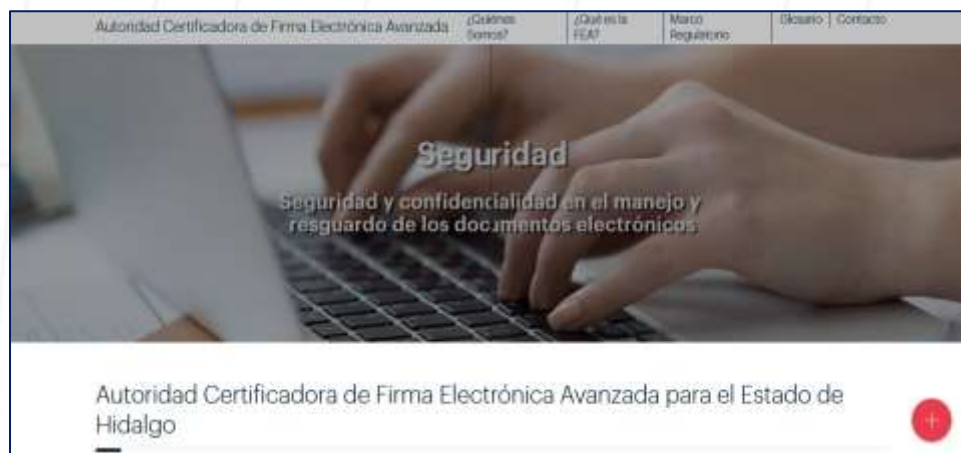 Autoridad Certificadora de Firma Electrónica Avanzada
¿Quiénes
Somos?
¿Qué es la
FEA?
Marco
Regulatorio
Glosario
Contacto
Seguridad
Seguridad y confidencialidad en el manejo y
resguardo de los documentos electrónicos
Autoridad Certificadora de Firma Electrónica Avanzada para el Estado de
Hidalgo
+